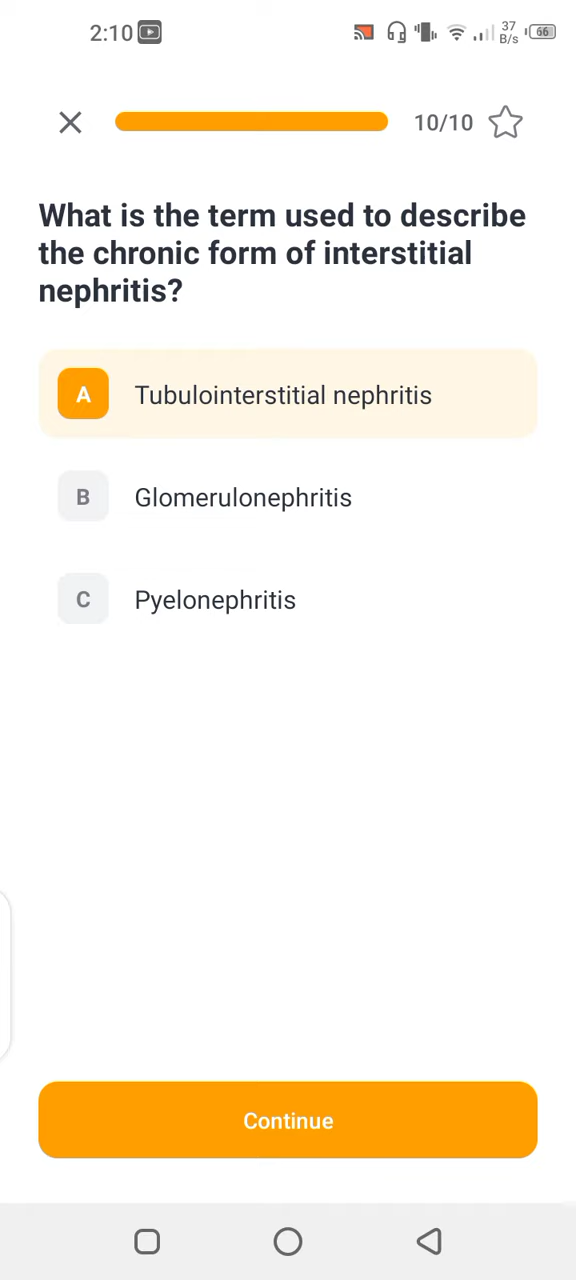 2:10
37
B/s
66
10/10
What is the term used to describe
the chronic form of interstitial
nephritis?
A
Tubulointerstitial nephritis
B
Glomerulonephritis
C
Pyelonephritis
Continue